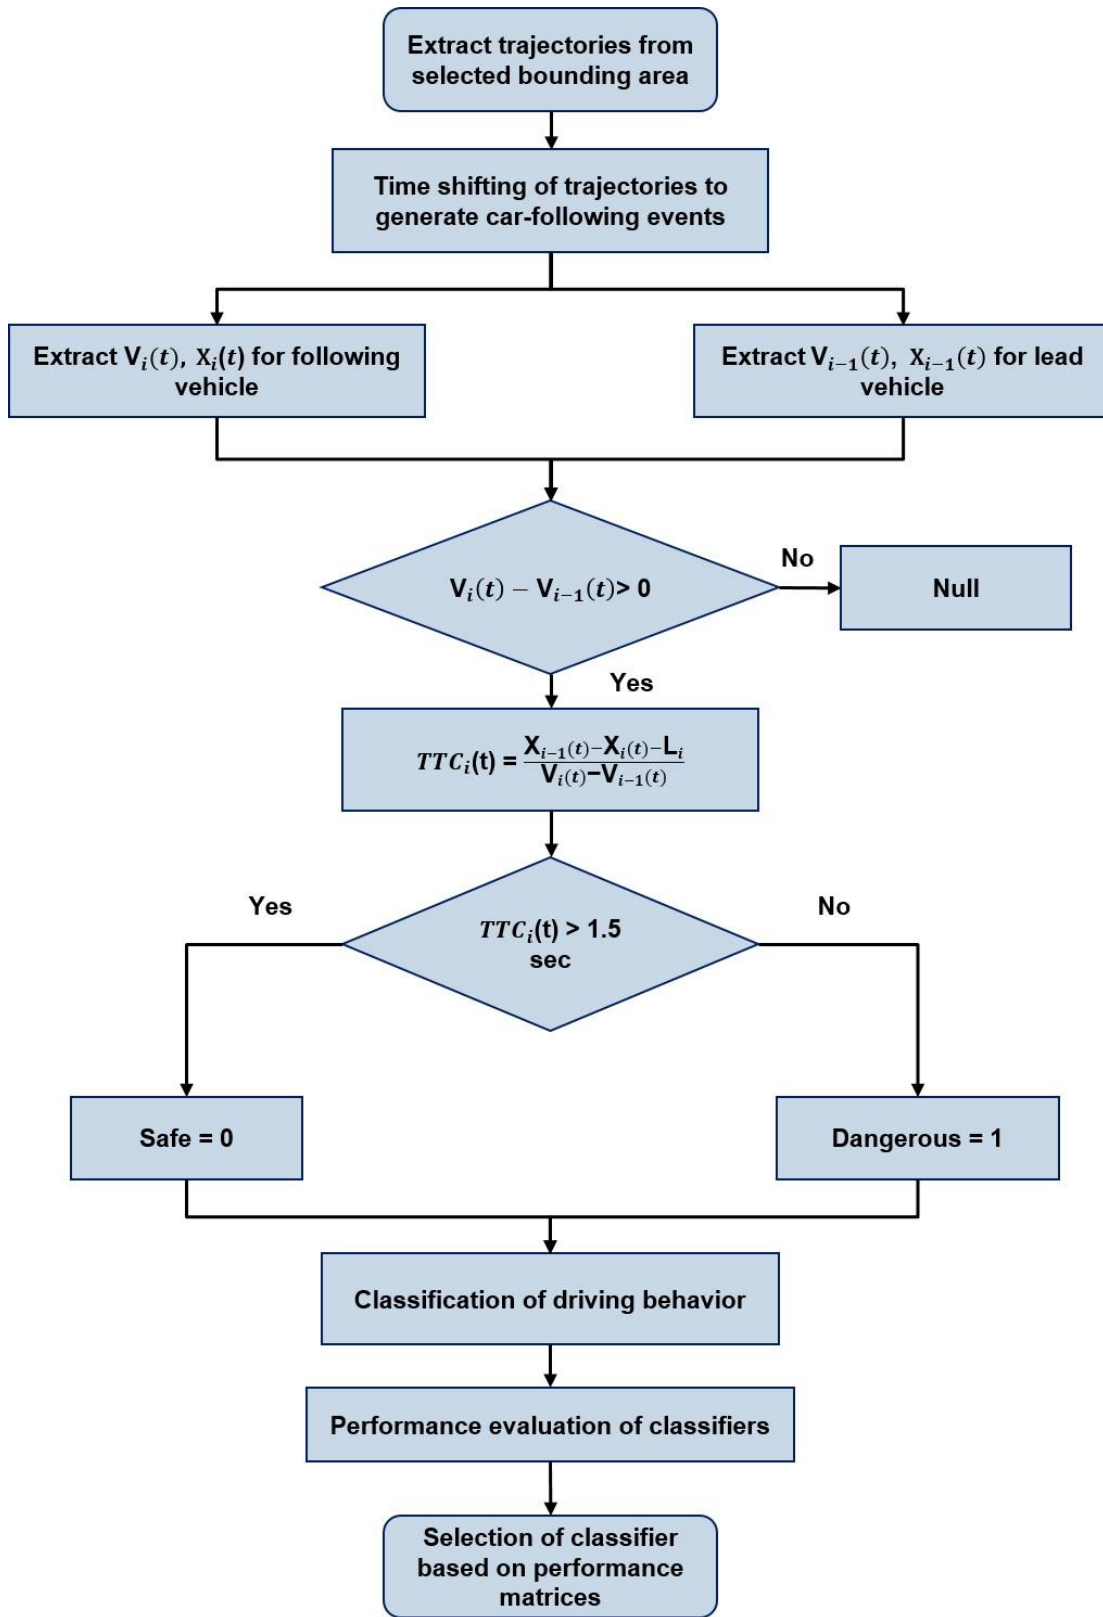 Extract trajectories from
selected bounding area
Time shifting of trajectories to
generate car-following events
Extract V𝑖(𝑡), X𝑖(𝑡) for following
vehicle
Extract V𝑖−1(𝑡), X𝑖−1(𝑡) for lead
vehicle
V𝑖(𝑡) − V𝑖−1(𝑡)> 0
No
Null
Yes
𝑇𝑇𝐶𝑖(t) = X𝑖−1(𝑡)−X𝑖(𝑡)−L𝑖 / V𝑖(𝑡)−V𝑖−1(𝑡)
Yes
𝑇𝑇𝐶𝑖(t) > 1.5
sec
No
Safe = 0
Dangerous = 1
Classification of driving behavior
Performance evaluation of classifiers
Selection of classifier
based on performance
matrices